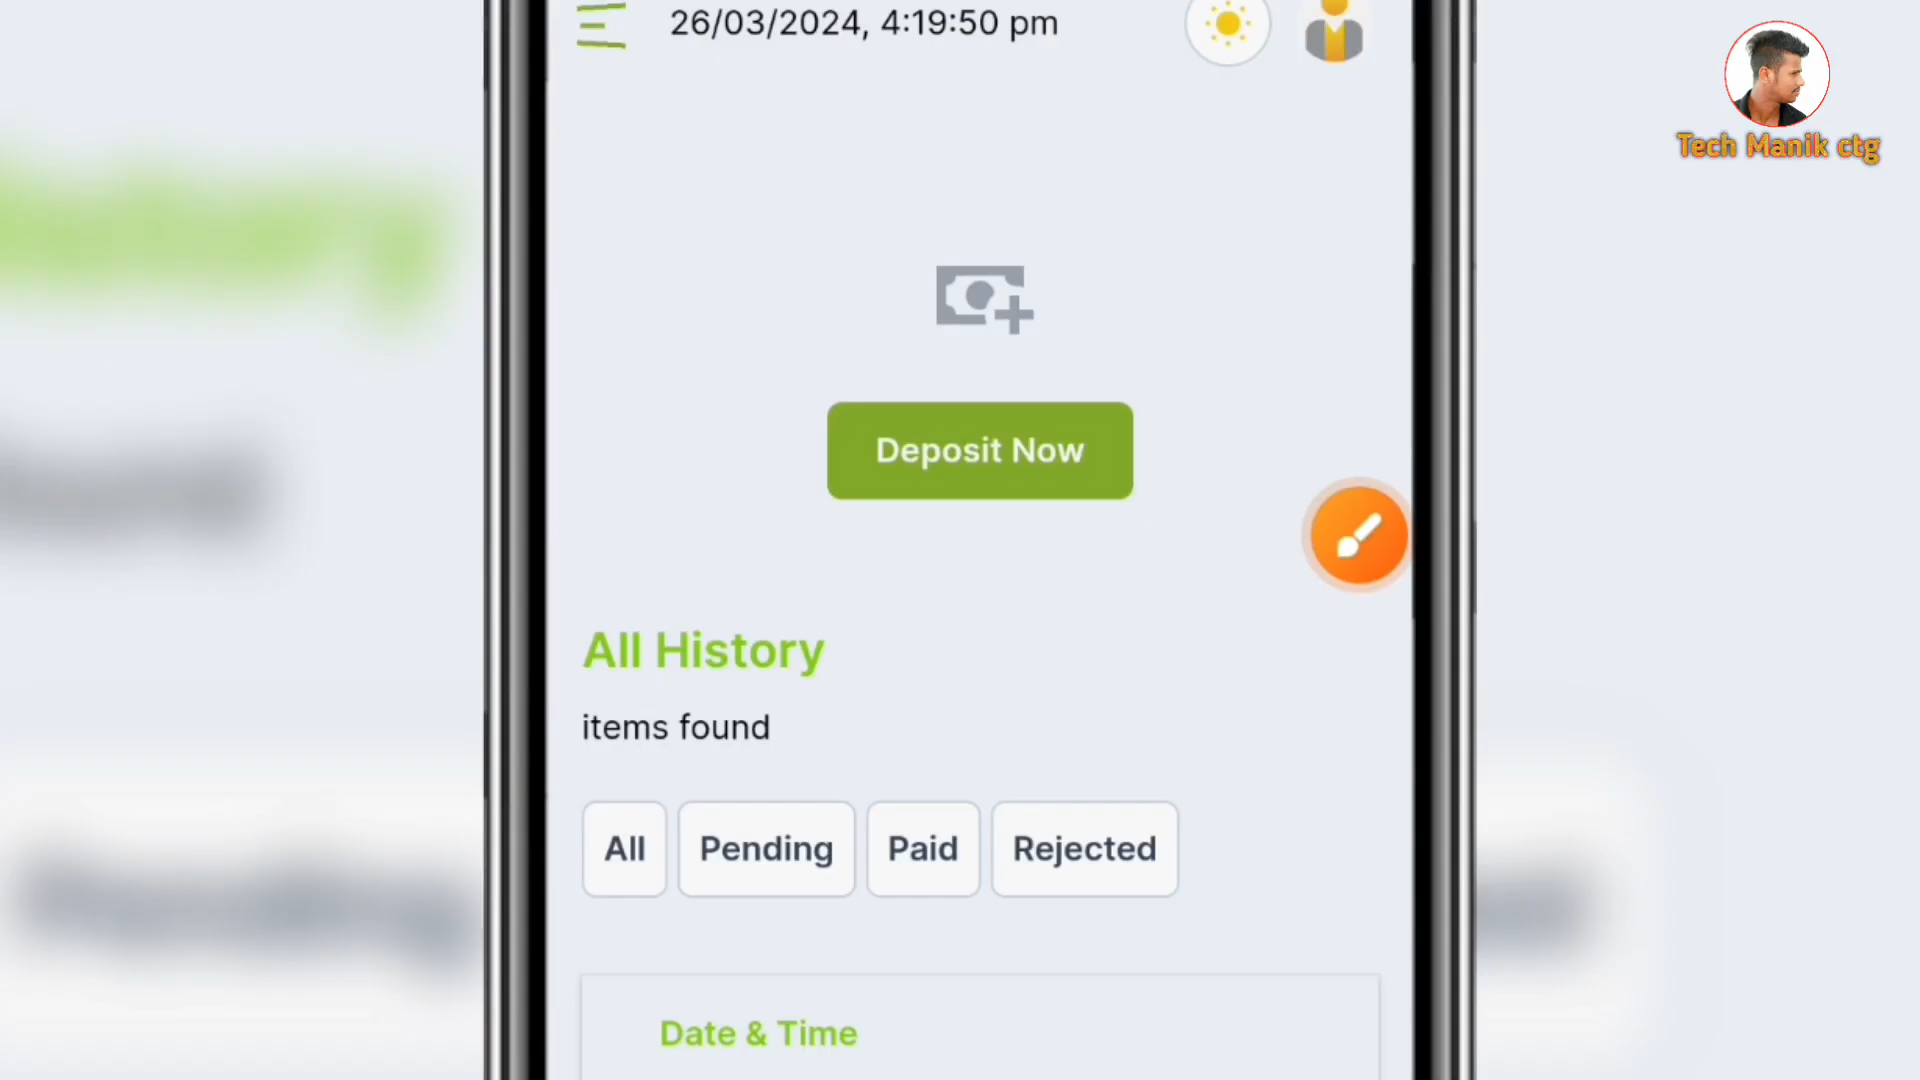 26/03/2024, 4:19:50 pm
Tech Manik ctg
Deposit Now
All History
items found
All
Pending
Paid
Rejected
Date & Time